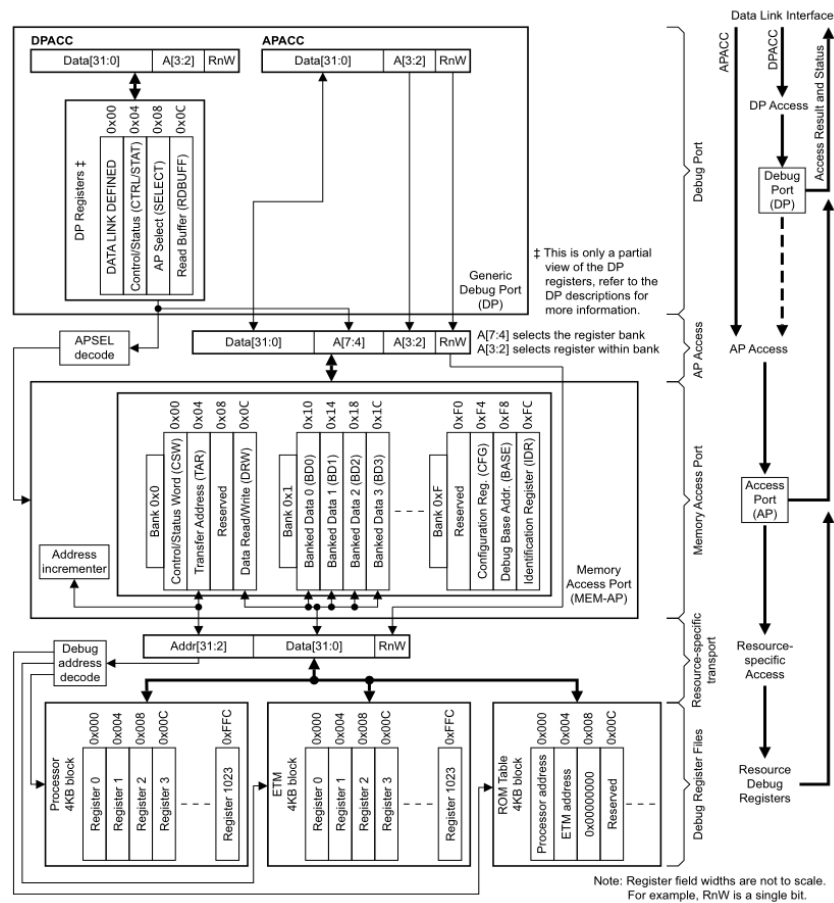 DPACC
Data[31:0] A[3:2] RnW
APACC
Data[31:0] A[3:2] RnW
DP Registers ‡
0x00
0x04
0x08
0x0C
DATA LINK DEFINED
Control/Status (CTRL/STAT)
AP Select (SELECT)
Read Buffer (RDBUFF)
‡ This is only a partial
view of the DP
registers, refer to the
DP descriptions for
more information.
Generic
Debug Port
(DP)
Debug Port
APSEL
decode
Data[31:0] A[7:4] A[3:2] RnW
A[7:4] selects the register bank
A[3:2] selects register within bank
AP Access
0x00
0x04
0x08
0x0C
Bank 0x0
Control/Status Word (CSW)
Transfer Address (TAR)
Reserved
Data Read/Write (DRW)
0x10
0x14
0x18
0x1C
Bank 0x1
Banked Data 0 (BD0)
Banked Data 1 (BD1)
Banked Data 2 (BD2)
Banked Data 3 (BD3)
0xF0
0xF4
0xF8
0xFC
Bank 0xF
Reserved
Configuration Reg. (CFG)
Debug Base Addr. (BASE)
Identification Register (IDR)
Address
incrementer
Memory
Access Port
(MEM-AP)
Memory Access Port
Debug
address
decode
Addr[31:2] Data[31:0] RnW
Resource-specific
transport
Processor
4KB block
0x000
0x004
0x008
0x00C
0xFFC
Register 0
Register 1
Register 2
Register 3
Register 1023
ETM
4KB block
0x000
0x004
0x008
0x00C
0xFFC
Register 0
Register 1
Register 2
Register 3
Register 1023
ROM Table
4KB block
0x000
0x004
0x008
0x00C
Processor address
ETM address
0x00000000
Reserved
Debug Register Files
Data Link Interface
APACC
DPACC
Access Result and Status
DP Access
Debug
Port
(DP)
AP Access
Access
Port
(AP)
Resource-
specific
Access
Resource
Debug
Registers
Note: Register field widths are not to scale.
For example, RnW is a single bit.